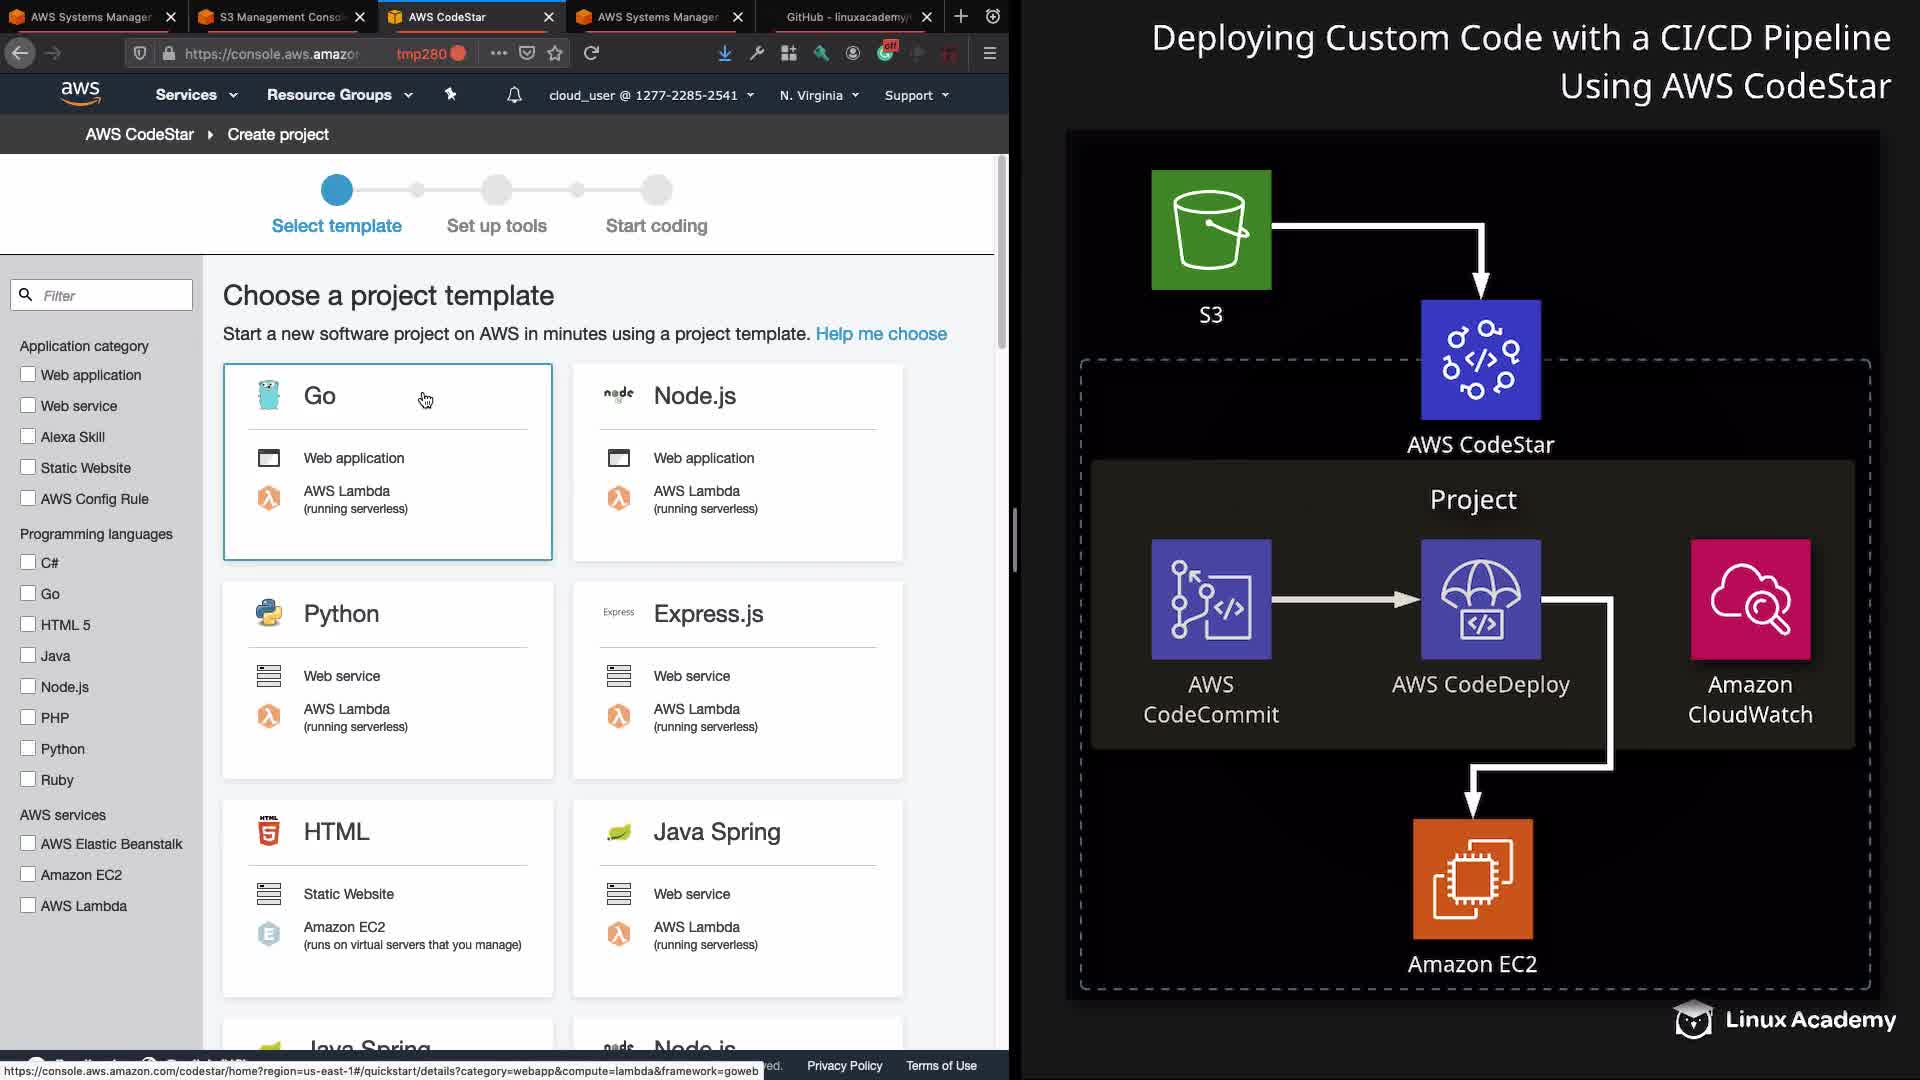 AWS Systems Manager
S3 Management Conso
AWS CodeStar
AWS Systems Manager
GitHub - linuxacademy/
https://console.aws.amazo
tmp280
off
aws
Services
Resource Groups
cloud_user @ 1277-2285-2541
N. Virginia
Support
AWS CodeStar
Create project
Select template
Set up tools
Start coding
Filter
Application category
Web application
Web service
Alexa Skill
Static Website
AWS Config Rule
Programming languages
C#
Go
HTML 5
Java
Node.js
PHP
Python
Ruby
AWS services
AWS Elastic Beanstalk
Amazon EC2
AWS Lambda
Choose a project template
Start a new software project on AWS in minutes using a project template. Help me choose
Go
Web application
AWS Lambda
(running serverless)
node
Node.js
Web application
AWS Lambda
(running serverless)
Python
Web service
AWS Lambda
(running serverless)
Express
Express.js
Web service
AWS Lambda
(running serverless)
HTML
5
HTML
Static Website
E
Amazon EC2
(runs on virtual servers that you manage)
Java Spring
Web service
AWS Lambda
(running serverless)
Java Spring
node
Node.js
ved.
Privacy Policy
Terms of Use
https://console.aws.amazon.com/codestar/home?region=us-east-1#/quickstart/details?category=webapp&compute=lambda&framework=goweb
Deploying Custom Code with a CI/CD Pipeline
Using AWS CodeStar
S3
AWS CodeStar
Project
AWS
CodeCommit
AWS CodeDeploy
Amazon
CloudWatch
Amazon EC2
Linux Academy